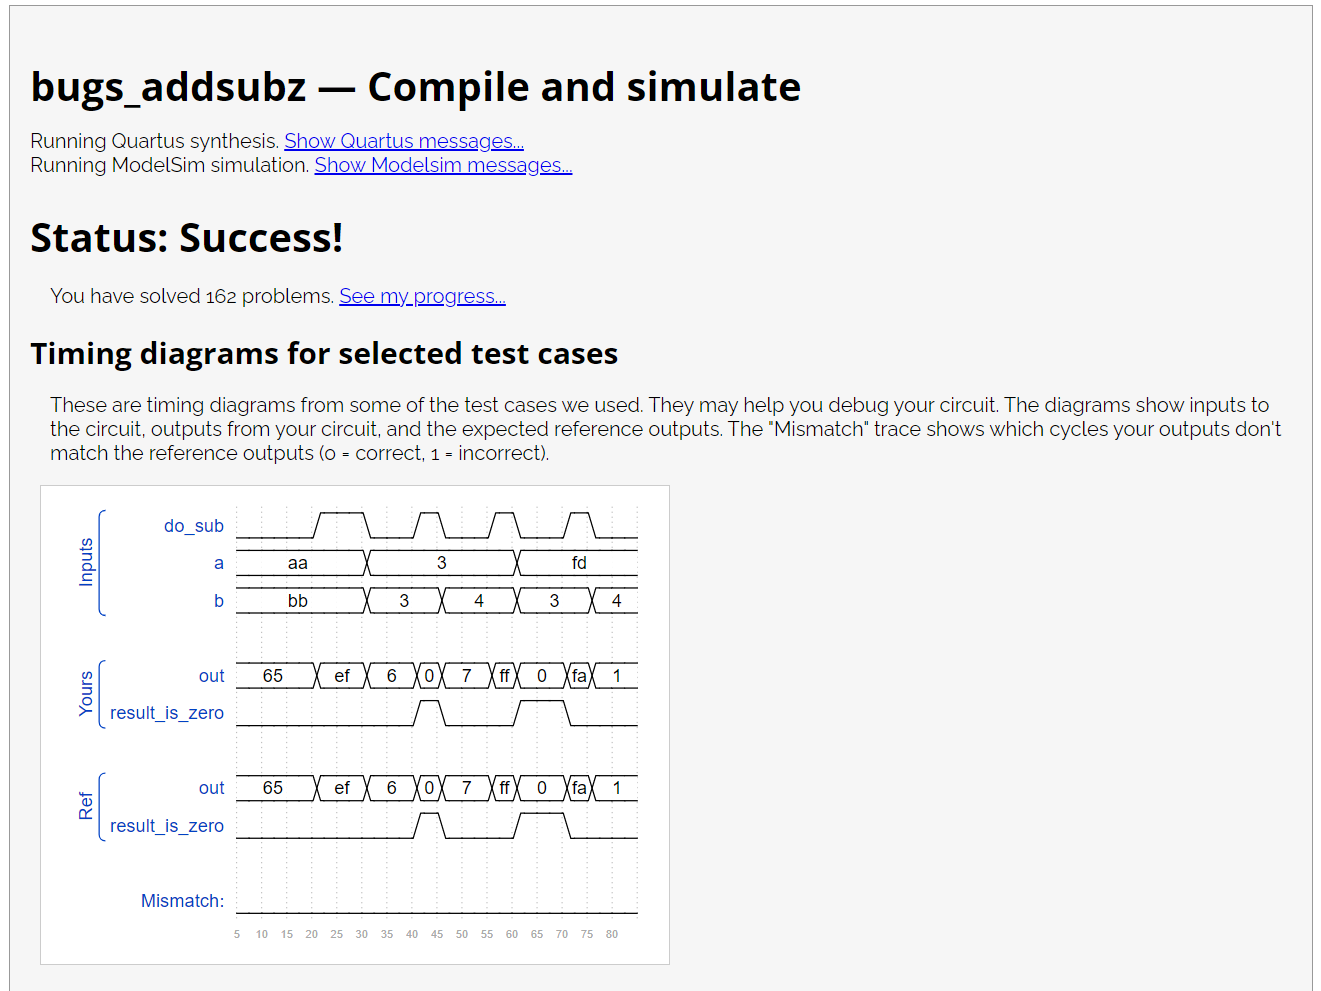 bugs_addsubz — Compile and simulate
Running Quartus synthesis. Show Quartus messages...
Running ModelSim simulation. Show Modelsim messages...
Status: Success!
You have solved 162 problems. See my progress...
Timing diagrams for selected test cases
These are timing diagrams from some of the test cases we used. They may help you debug your circuit. The diagrams show inputs to
the circuit, outputs from your circuit, and the expected reference outputs. The "Mismatch" trace shows which cycles your outputs don't
match the reference outputs (0 = correct, 1 = incorrect).
Inputs
do_sub
a aa 3 fd
b bb 3 4 3 4
Yours
out 65 ef 6 0 7 ff 0 fa 1
result_is_zero
Ref
out 65 ef 6 0 7 ff 0 fa 1
result_is_zero
Mismatch:
5 10 15 20 25 30 35 40 45 50 55 60 65 70 75 80